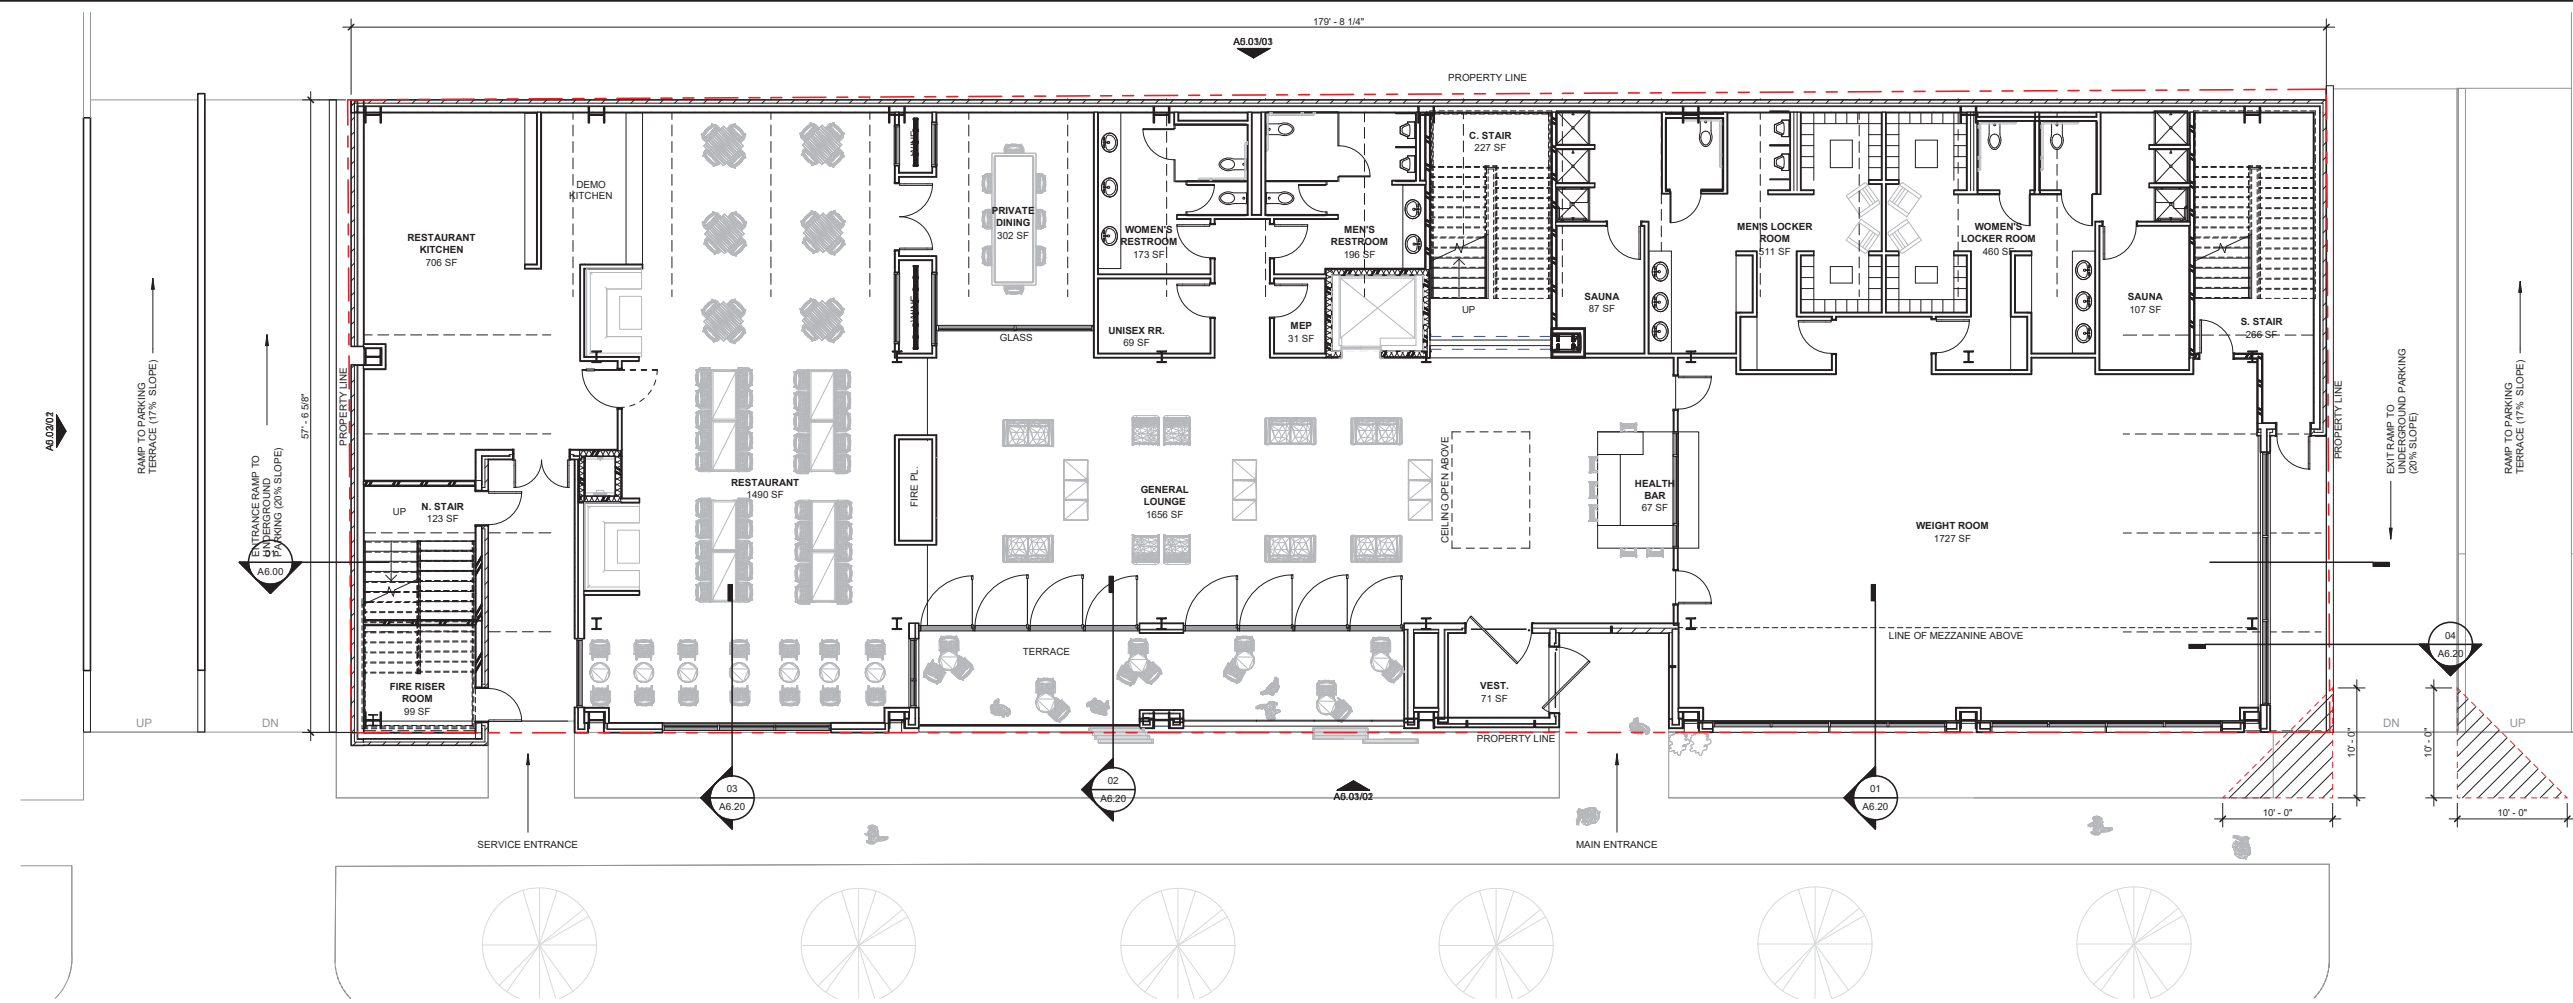 179' - 8 1/4"
A6.01/03
PROPERTY LINE
C. STAIR
227 SF
DEMO
KITCHEN
WINE
PRIVATE
DINING
302 SF
RESTAURANT
KITCHEN
706 SF
WOMEN'S
RESTROOM
173 SF
MEN'S
RESTROOM
196 SF
MEN'S LOCKER
ROOM
511 SF
WOMEN'S
LOCKER ROOM
460 SF
WINE
SAUNA
87 SF
SAUNA
107 SF
UP
UNISEX RR.
69 SF
MEP
31 SF
S. STAIR
266 SF
GLASS
RAMP TO PARKING
TERRACE (17% SLOPE)
ENTRANCE RAMP TO
UNDERGROUND
PARKING (20% SLOPE)
57' - 6 5/8"
PROPERTY LINE
PROPERTY LINE
EXIT RAMP TO
UNDERGROUND PARKING
(20% SLOPE)
RAMP TO PARKING
TERRACE (17% SLOPE)
RESTAURANT
1490 SF
FIRE PL.
GENERAL
LOUNGE
1656 SF
CEILING OPEN ABOVE
HEALTH
BAR
67 SF
WEIGHT ROOM
1727 SF
UP
N. STAIR
123 SF
A6.00
LINE OF MEZZANINE ABOVE
04
A6.20
TERRACE
FIRE RISER
ROOM
99 SF
VEST.
71 SF
UP
DN
DN
UP
PROPERTY LINE
10' - 0"
10' - 0"
03
A6.20
02
A6.20
01
A6.20
10' - 0"
10' - 0"
SERVICE ENTRANCE
MAIN ENTRANCE